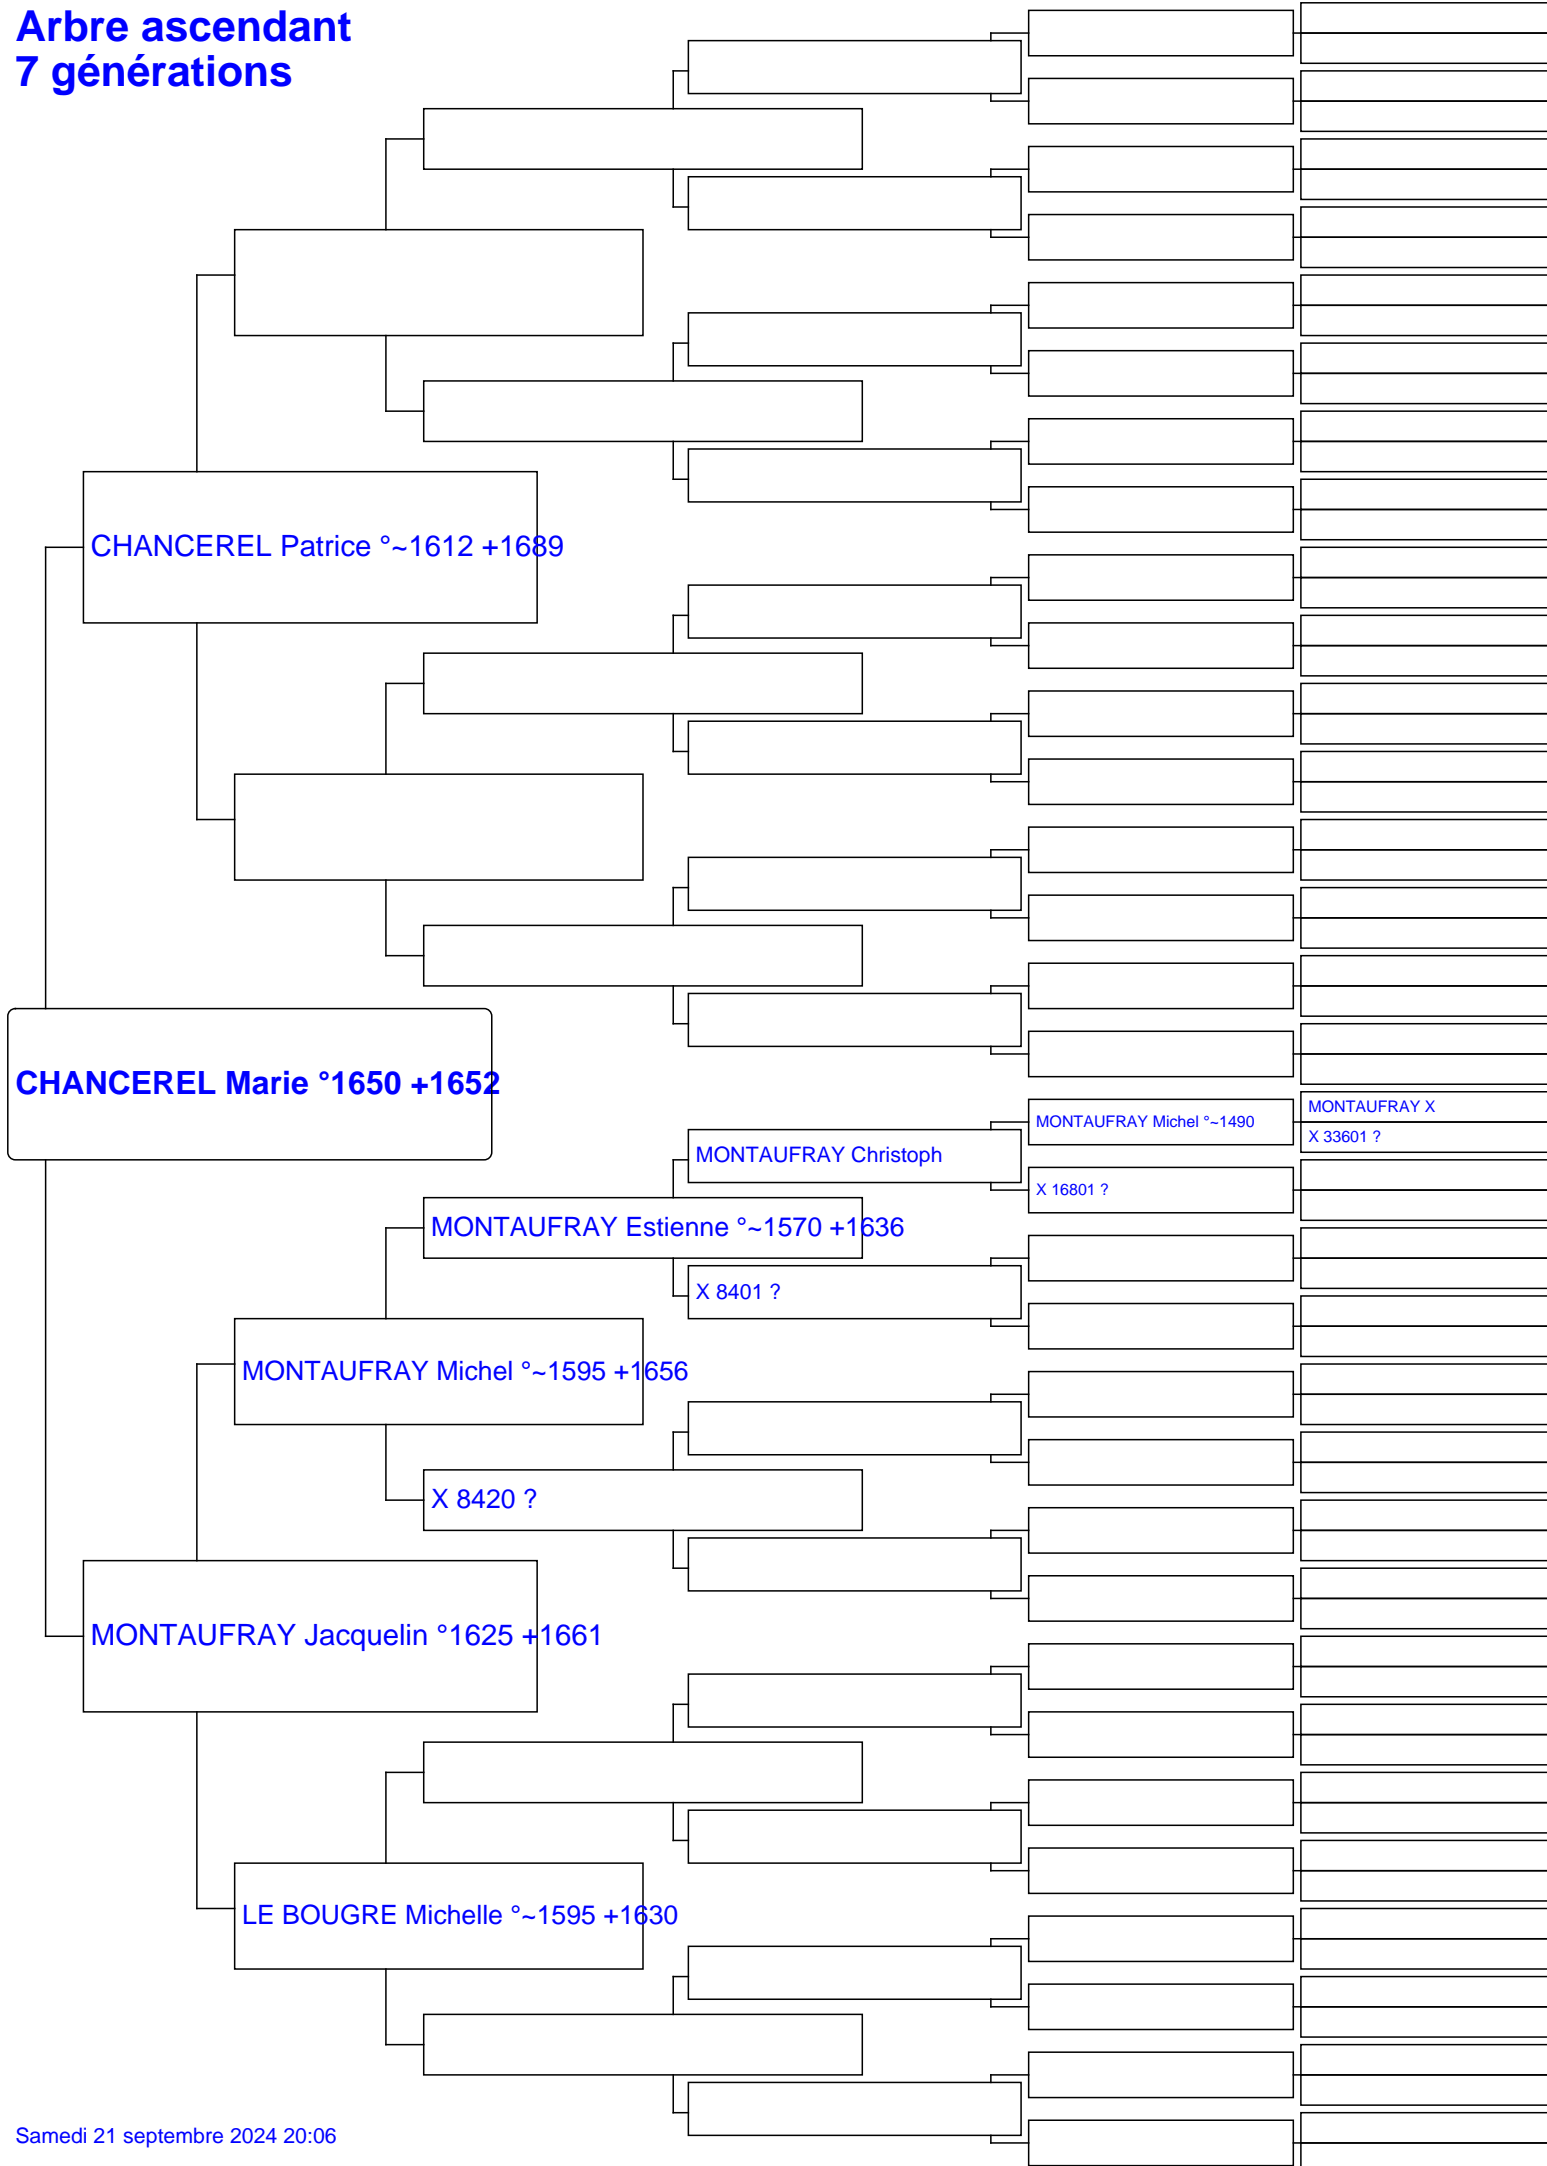 Arbre ascendant
7 générations
CHANCEREL Patrice °~1612 +1689
CHANCEREL Marie °1650 +1652
MONTAUFRAY Michel °~1490
MONTAUFRAY X
X 33601 ?
MONTAUFRAY Christoph
X 16801 ?
MONTAUFRAY Estienne °~1570 +1636
X 8401 ?
MONTAUFRAY Michel °~1595 +1656
X 8420 ?
MONTAUFRAY Jacquelin °1625 +1661
LE BOUGRE Michelle °~1595 +1630
Samedi 21 septembre 2024 20:06